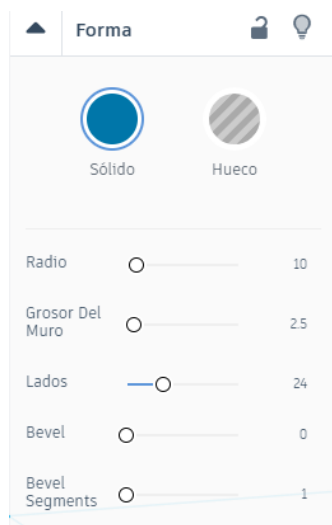 Forma
Sólido Hueco
Radio 10
Grosor Del
Muro 2.5
Lados 24
Bevel 0
Bevel
Segments 1